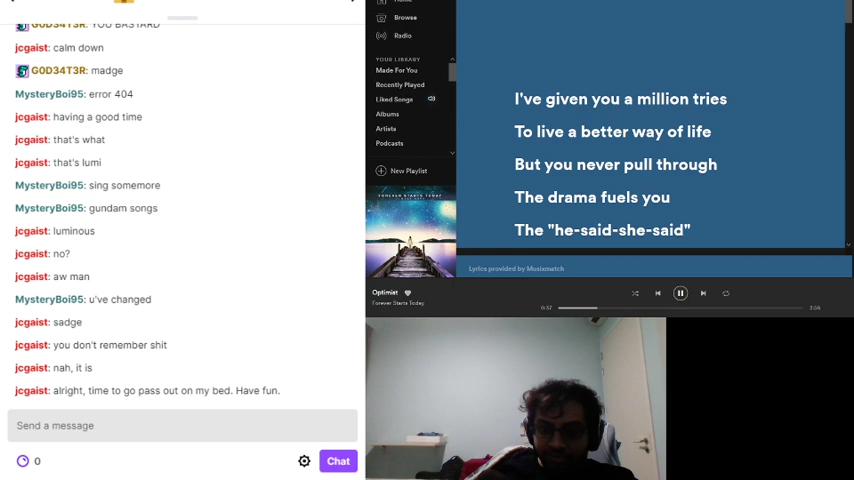 G0D34T3R: YOU BASTARD
jcgaist: calm down
G0D34T3R: madge
MysteryBoi95: error 404
jcgaist: having a good time
jcgaist: that's what
jcgaist: that's lumi
MysteryBoi95: sing somemore
MysteryBoi95: gundam songs
jcgaist: luminous
jcgaist: no?
jcgaist: aw man
MysteryBoi95: u've changed
jcgaist: sadge
jcgaist: you don't remember shit
jcgaist: nah, it is
jcgaist: alright, time to go pass out on my bed. Have fun.
Send a message
0
Chat
Home
Browse
Radio
YOUR LIBRARY
Made For You
Recently Played
Liked Songs
Albums
Artists
Podcasts
New Playlist
FOREVER STARTS TODAY
Optimist
Forever Starts Today
I've given you a million tries
To live a better way of life
But you never pull through
The drama fuels you
The "he-said-she-said"
Lyrics provided by Musixmatch
0:37
3:04